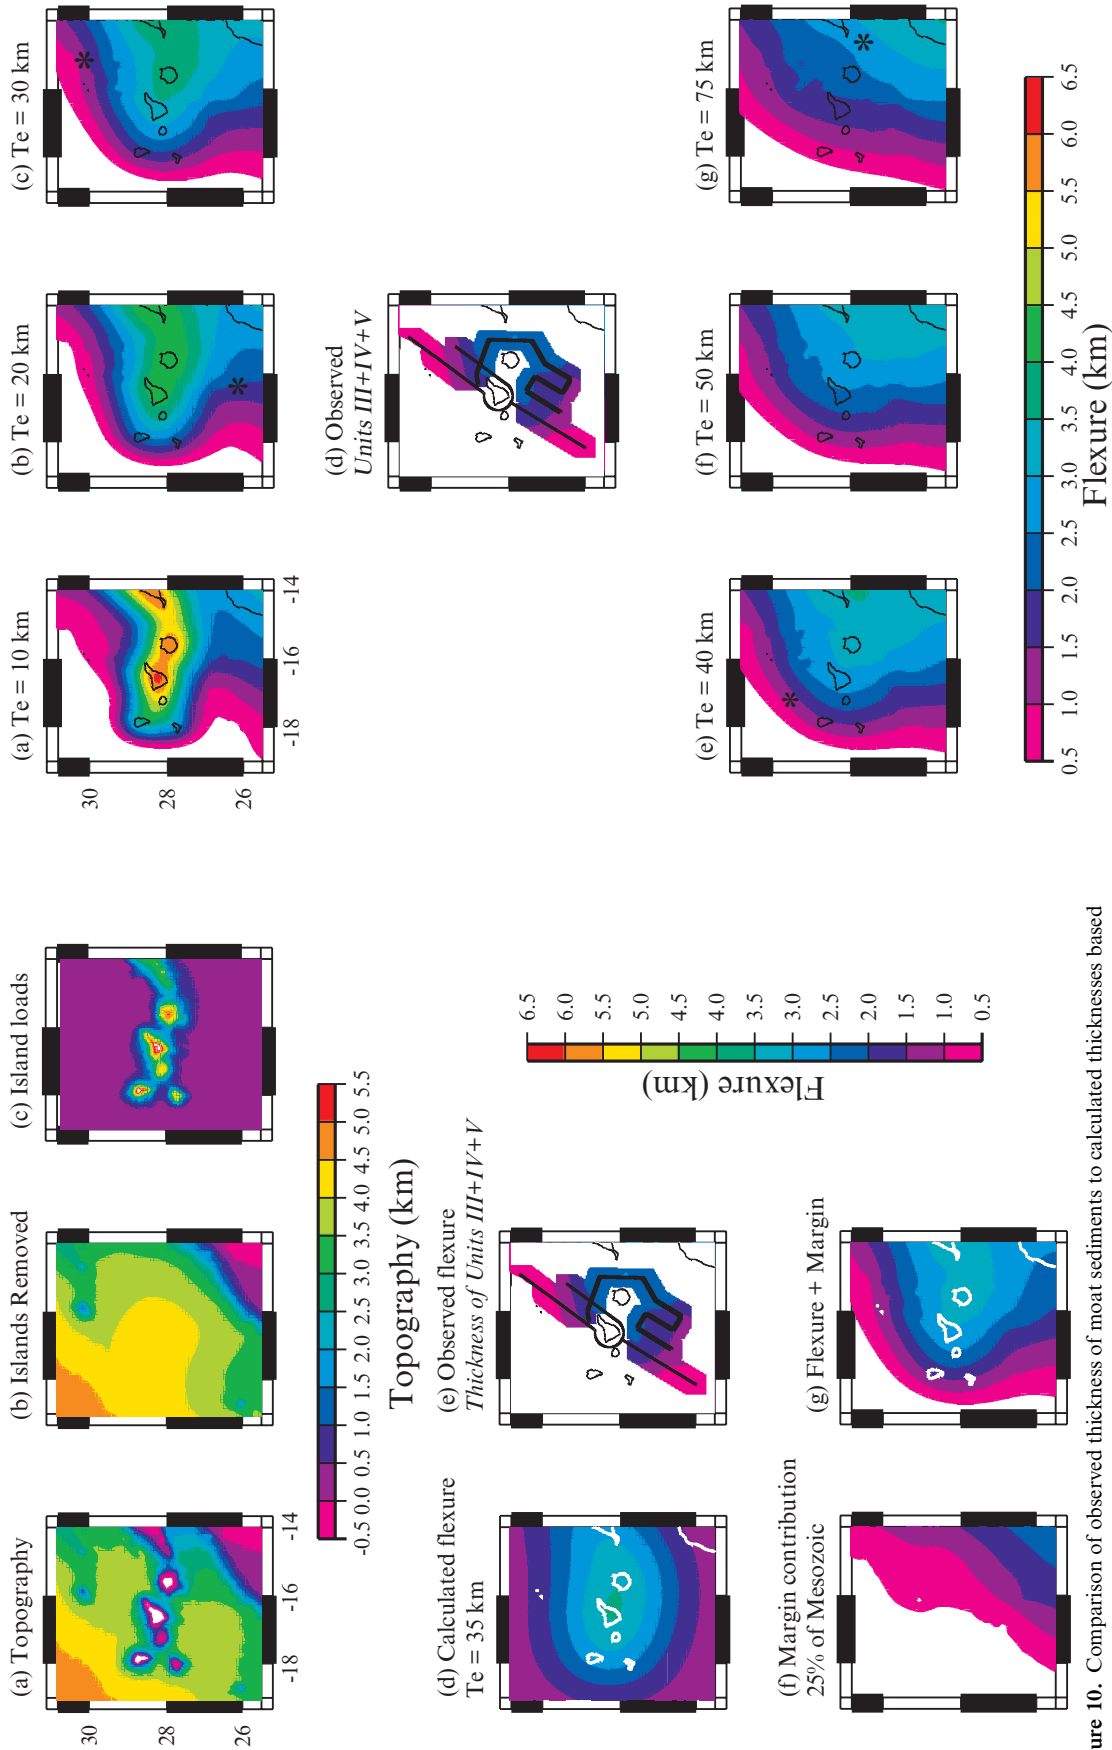 (a) Topography
(b) Islands Removed
(c) Island loads
30
28
26
-18
-16
-14
-0.5 0.0 0.5 1.0 1.5 2.0 2.5 3.0 3.5 4.0 4.5 5.0 5.5
Topography (km)
(d) Calculated flexure
Te = 35 km
(e) Observed flexure
Thickness of Units III+IV+V
(f) Margin contribution
25% of Mesozoic
(g) Flexure + Margin
6.5
6.0
5.5
5.0
4.5
4.0
3.5
3.0
2.5
2.0
1.5
1.0
0.5
Flexure (km)
ure 10. Comparison of observed thickness of moat sediments to calculated thicknesses based
(a) Te = 10 km
(b) Te = 20 km
(c) Te = 30 km
30
28
26
-18
-16
-14
*
*
(d) Observed
Units III+IV+V
(e) Te = 40 km
(f) Te = 50 km
(g) Te = 75 km
*
*
0.5 1.0 1.5 2.0 2.5 3.0 3.5 4.0 4.5 5.0 5.5 6.0 6.5
Flexure (km)